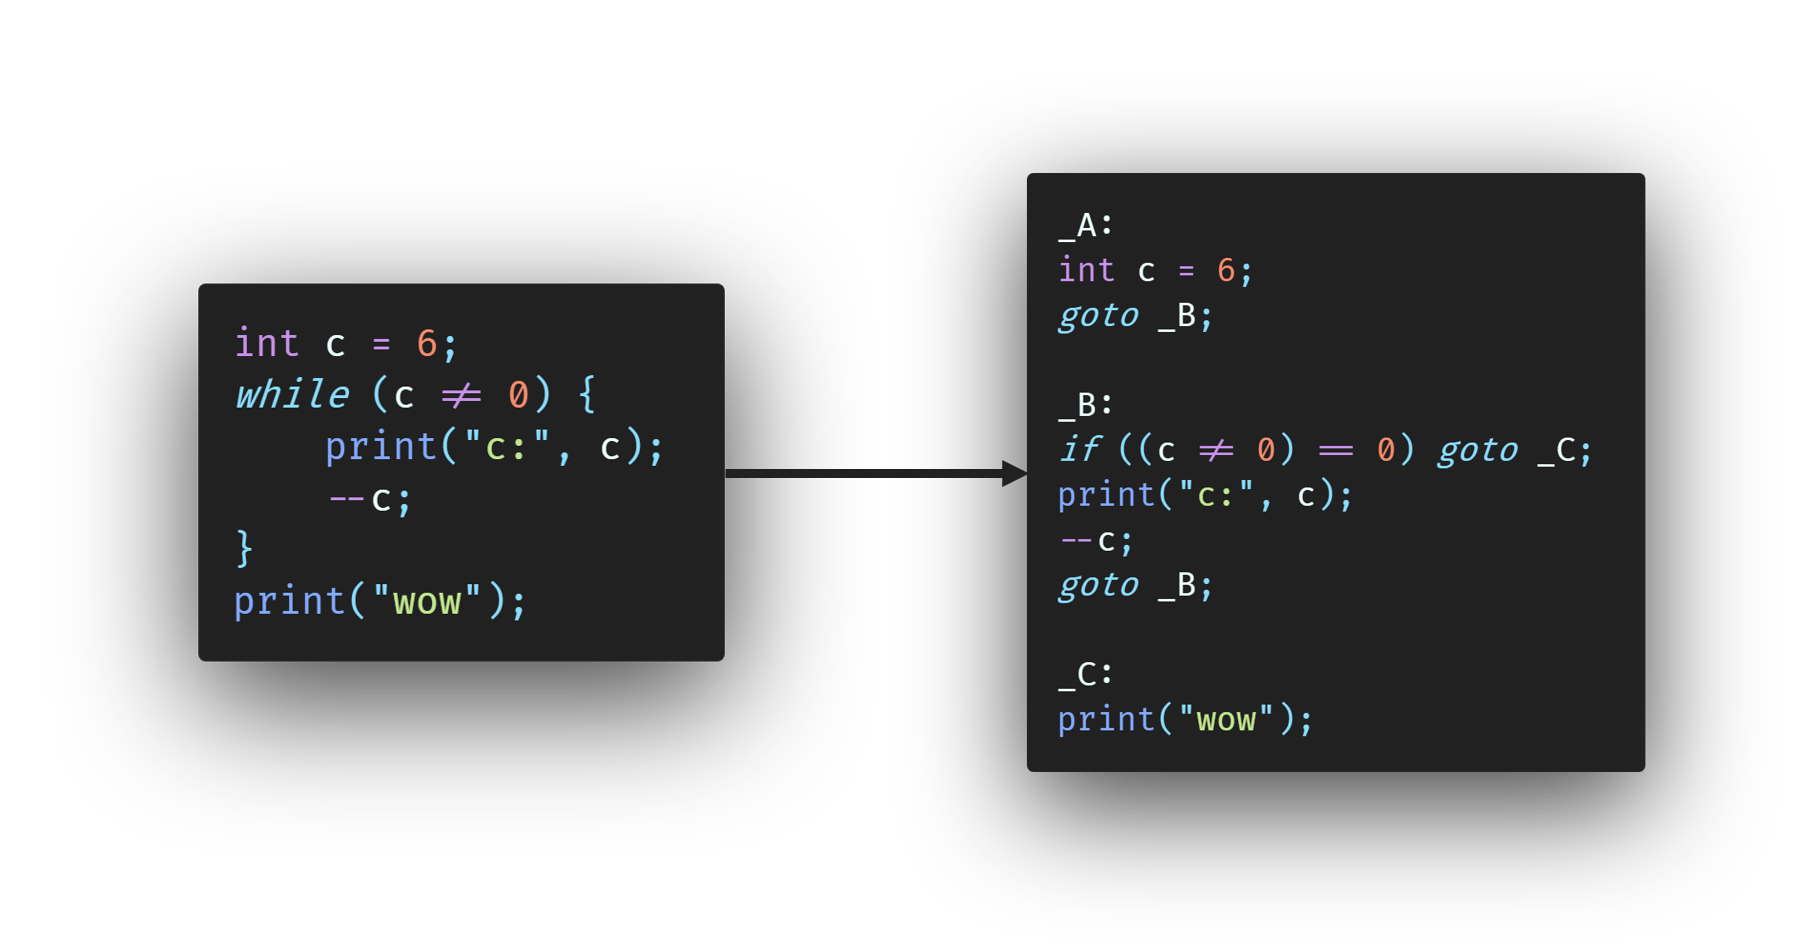 int c = 6;
while (c ≠ 0) {
    print("c:", c);
    --c;
}
print("wow");
_A:
int c = 6;
goto _B;
_B:
if ((c ≠ 0) == 0) goto _C;
print("c:", c);
--c;
goto _B;
_C:
print("wow");